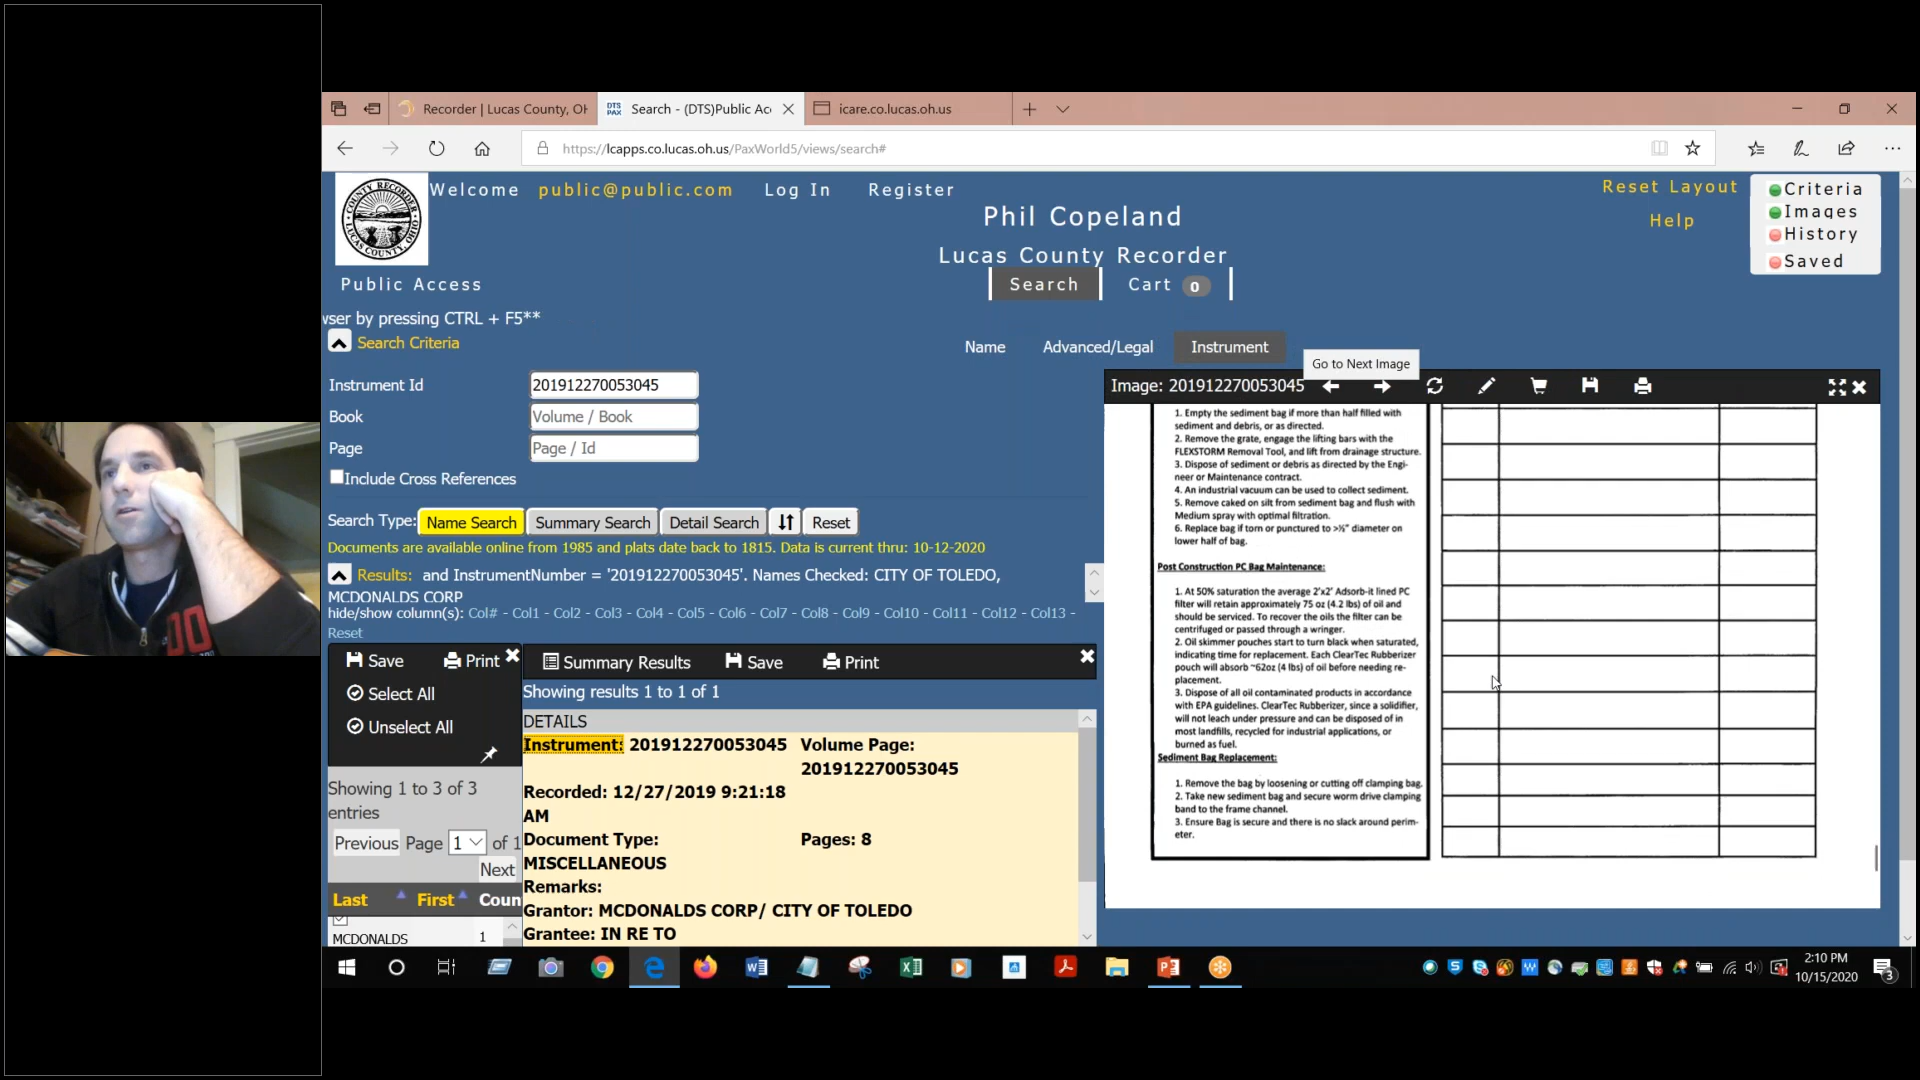 Recorder | Lucas County, OH
DTS PAX
Search - (DTS)Public Ac
icare.co.lucas.oh.us
https://lcapps.co.lucas.oh.us/PaxWorld5/views/search#
COUNTY RECORDER
LUCAS COUNTY, OHIO
Welcome public@public.com Log In Register
Phil Copeland
Lucas County Recorder
Public Access
Search Cart 0
Reset Layout
Help
Criteria
Images
History
Saved
wser by pressing CTRL + F5**
Search Criteria
Name Advanced/Legal Instrument
Instrument Id 201912270053045
Book Volume / Book
Page Page / Id
Include Cross References
Search Type: Name Search Summary Search Detail Search Reset
Documents are available online from 1985 and plats date back to 1815. Data is current thru: 10-12-2020
Results: and InstrumentNumber = '201912270053045'. Names Checked: CITY OF TOLEDO,
MCDONALDS CORP
hide/show column(s): Col# - Col1 - Col2 - Col3 - Col4 - Col5 - Col6 - Col7 - Col8 - Col9 - Col10 - Col11 - Col12 - Col13 -
Reset
Save Print
Select All
Unselect All
Showing 1 to 3 of 3
entries
Previous Page 1 of 1
Next
Last First Coun
MCDONALDS 1
Summary Results Save Print
Showing results 1 to 1 of 1
DETAILS
Instrument: 201912270053045 Volume Page:
201912270053045
Recorded: 12/27/2019 9:21:18
AM
Document Type: Pages: 8
MISCELLANEOUS
Remarks:
Grantor: MCDONALDS CORP/ CITY OF TOLEDO
Grantee: IN RE TO
Go to Next Image
Image: 201912270053045
1. Empty the sediment bag if more than half filled with
sediment and debris, or as directed.
2. Remove the grate, engage the lifting bars with the
FLEXSTORM Removal Tool, and lift from drainage structure.
3. Dispose of sediment or debris as directed by the Engi-
neer or Maintenance contract.
4. An industrial vacuum can be used to collect sediment.
5. Remove caked on silt from sediment bag and flush with
Medium spray with optimal filtration.
6. Replace bag if torn or punctured to >½" diameter on
lower half of bag.
Post Construction PC Bag Maintenance:
1. At 50% saturation the average 2'x2' Adsorb-it lined PC
filter will retain approximately 75 oz (4.2 lbs) of oil and
should be serviced. To recover the oils the filter can be
centrifuged or passed through a wringer.
2. Oil skimmer pouches start to turn black when saturated,
indicating time for replacement. Each ClearTec Rubberizer
pouch will absorb ~62oz (4 lbs) of oil before needing re-
placement.
3. Dispose of all oil contaminated products in accordance
with EPA guidelines. ClearTec Rubberizer, since a solidifier,
will not leach under pressure and can be disposed of in
most landfills, recycled for industrial applications, or
burned as fuel.
Sediment Bag Replacement:
1. Remove the bag by loosening or cutting off clamping bag.
2. Take new sediment bag and secure worm drive clamping
band to the frame channel.
3. Ensure Bag is secure and there is no slack around perim-
eter.
2:10 PM
10/15/2020
3